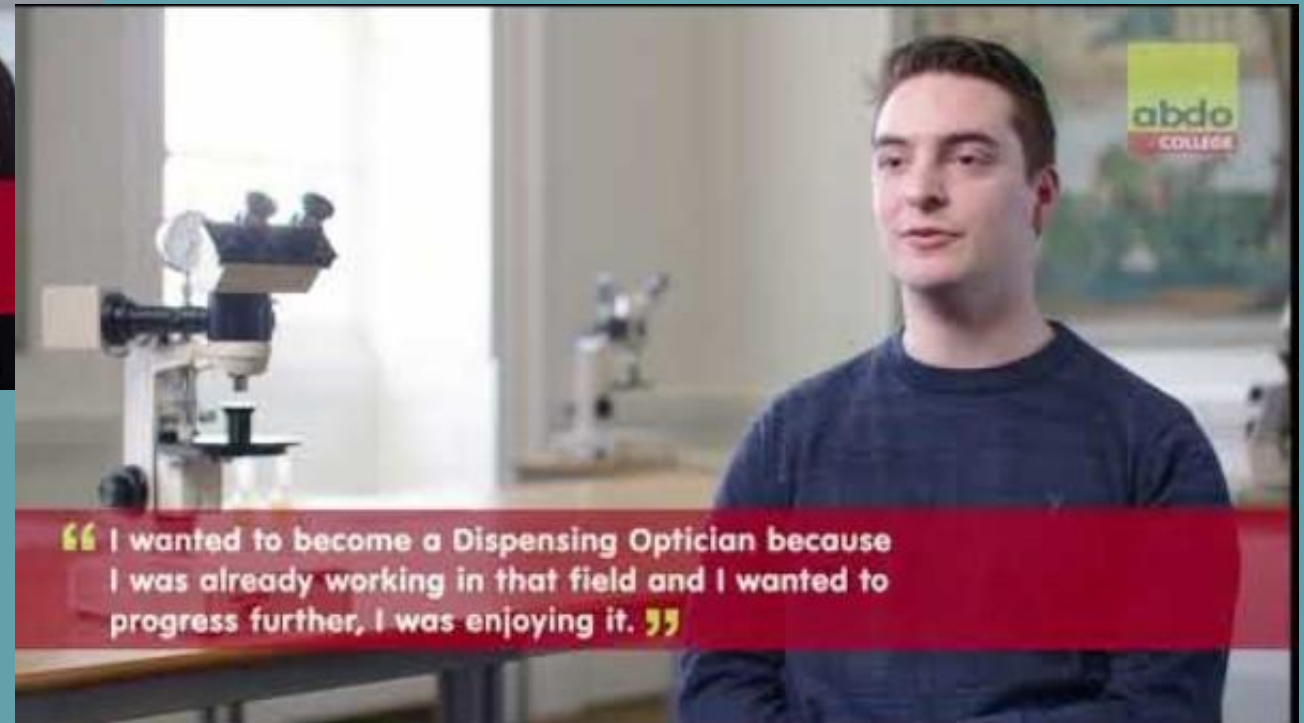 abdo
COLLEGE
“ I wanted to become a Dispensing Optician because
I was already working in that field and I wanted to
progress further, I was enjoying it. ”